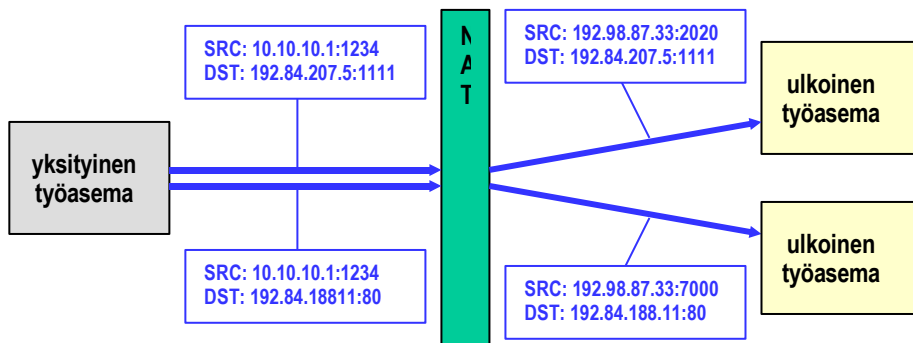 SRC: 10.10.10.1:1234
DST: 192.84.207.5:1111
N
A
T
SRC: 192.98.87.33:2020
DST: 192.84.207.5:1111
ulkoinen
työasema
yksityinen
työasema
SRC: 10.10.10.1:1234
DST: 192.84.18811:80
SRC: 192.98.87.33:7000
DST: 192.84.188.11:80
ulkoinen
työasema